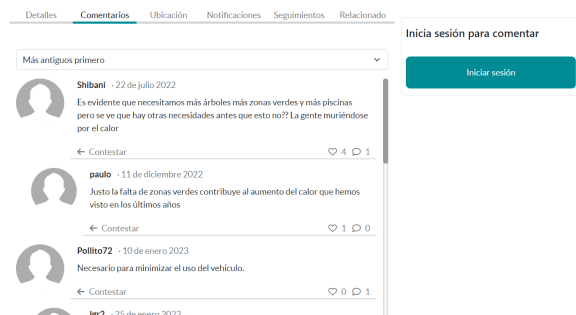 Detalles Comentarios Ubicación Notificaciones Seguimientos Relacionado
Inicia sesión para comentar
Iniciar sesión
Más antiguos primero
Shibani · 22 de julio 2022
Es evidente que necesitamos más árboles más zonas verdes y más piscinas
pero se ve que hay otras necesidades antes que esto no?? La gente muriéndose
por el calor
Contestar 4 1
paulo · 11 de diciembre 2022
Justo la falta de zonas verdes contribuye al aumento del calor que hemos
visto en los últimos años
Contestar 1 0
Pollito72 · 10 de enero 2023
Necesario para minimizar el uso del vehículo.
Contestar 0 1
· 25 de enero 2023